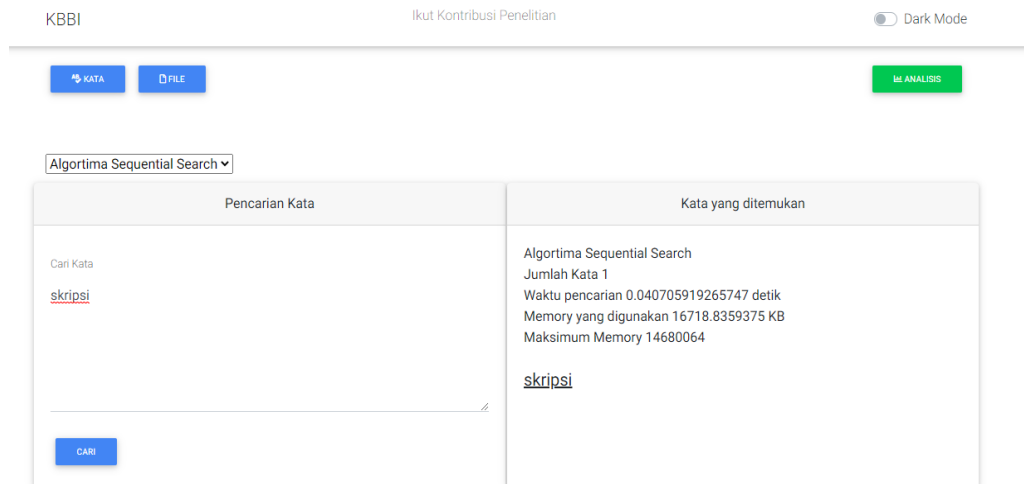 KBBI
Ikut Kontribusi Penelitian
Dark Mode
KATA
FILE
ANALISIS
Algortima Sequential Search
Pencarian Kata
Kata yang ditemukan
Cari Kata
skripsi
CARI
Algortima Sequential Search
Jumlah Kata 1
Waktu pencarian 0.040705919265747 detik
Memory yang digunakan 16718.8359375 KB
Maksimum Memory 14680064
skripsi